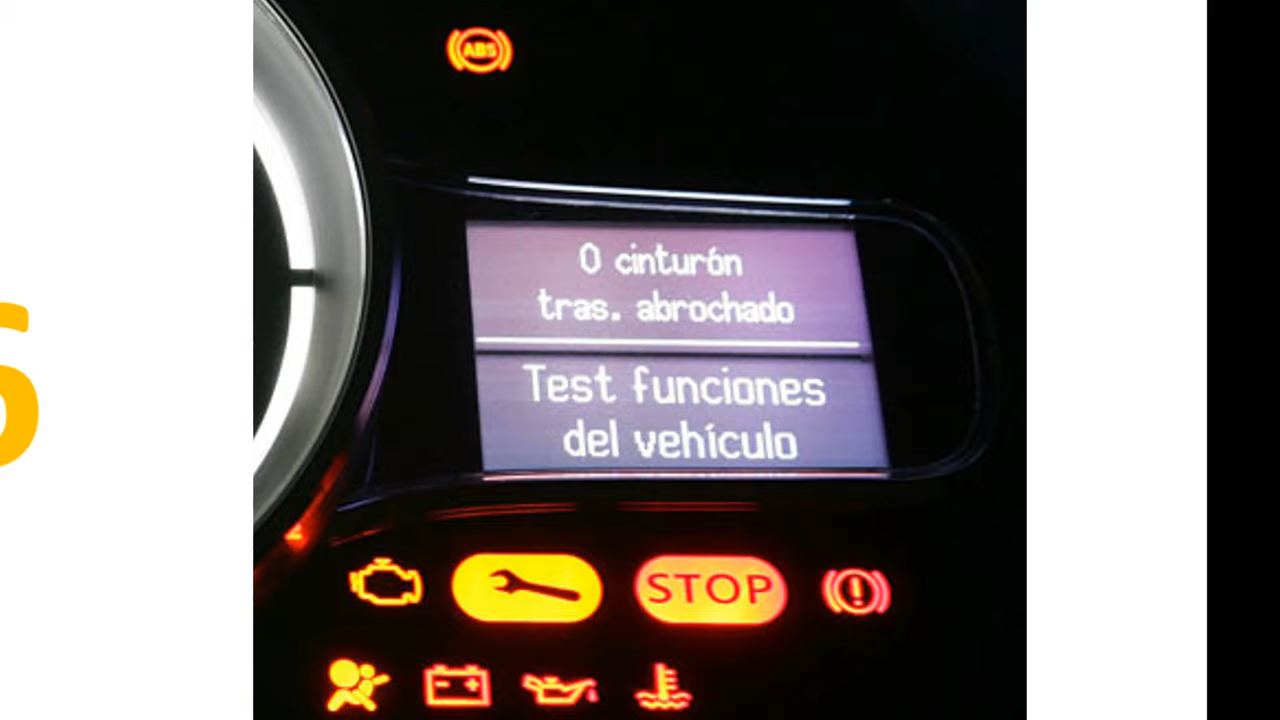 ABS
0 cinturón
tras. abrochado
Test funciones
del vehículo
STOP